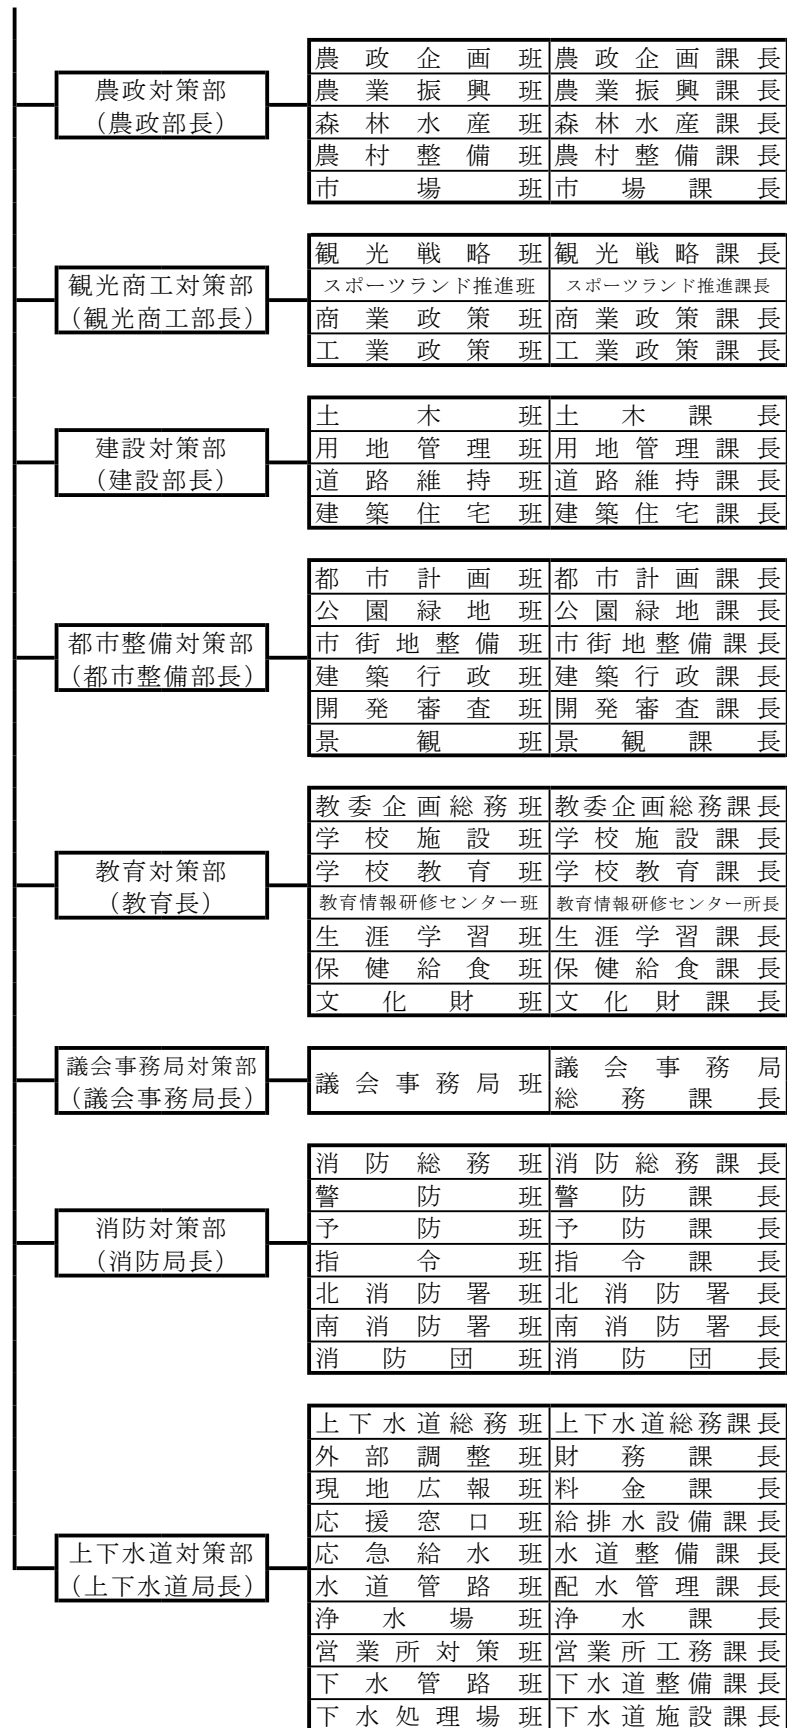 農政対策部
(農政部長)
農政企画班 農政企画課長
農業振興班 農業振興課長
森林水産班 森林水産課長
農村整備班 農村整備課長
市場班 市場課長
観光商工対策部
(観光商工部長)
観光戦略班 観光戦略課長
スポーツランド推進班 スポーツランド推進課長
商業政策班 商業政策課長
工業政策班 工業政策課長
建設対策部
(建設部長)
土木班 土木課長
用地管理班 用地管理課長
道路維持班 道路維持課長
建築住宅班 建築住宅課長
都市整備対策部
(都市整備部長)
都市計画班 都市計画課長
公園緑地班 公園緑地課長
市街地整備班 市街地整備課長
建築行政班 建築行政課長
開発審査班 開発審査課長
景観班 景観課長
教育対策部
(教育長)
教委企画総務班 教委企画総務課長
学校施設班 学校施設課長
学校教育班 学校教育課長
教育情報研修センター班 教育情報研修センター所長
生涯学習班 生涯学習課長
保健給食班 保健給食課長
文化財班 文化財課長
議会事務局対策部
(議会事務局長)
議会事務局班 議会事務局
総務課長
消防対策部
(消防局長)
消防総務班 消防総務課長
警防班 警防課長
予防班 予防課長
指令班 指令課長
北消防署班 北消防署長
南消防署班 南消防署長
消防団班 消防団長
上下水道対策部
(上下水道局長)
上下水道総務班 上下水道総務課長
外部調整班 財務課長
現地広報班 料金課長
応援窓口班 給排水設備課長
応急給水班 水道整備課長
水道管路班 配水管理課長
浄水場班 浄水課長
営業所対策班 営業所工務課長
下水管路班 下水道整備課長
下水処理場班 下水道施設課長